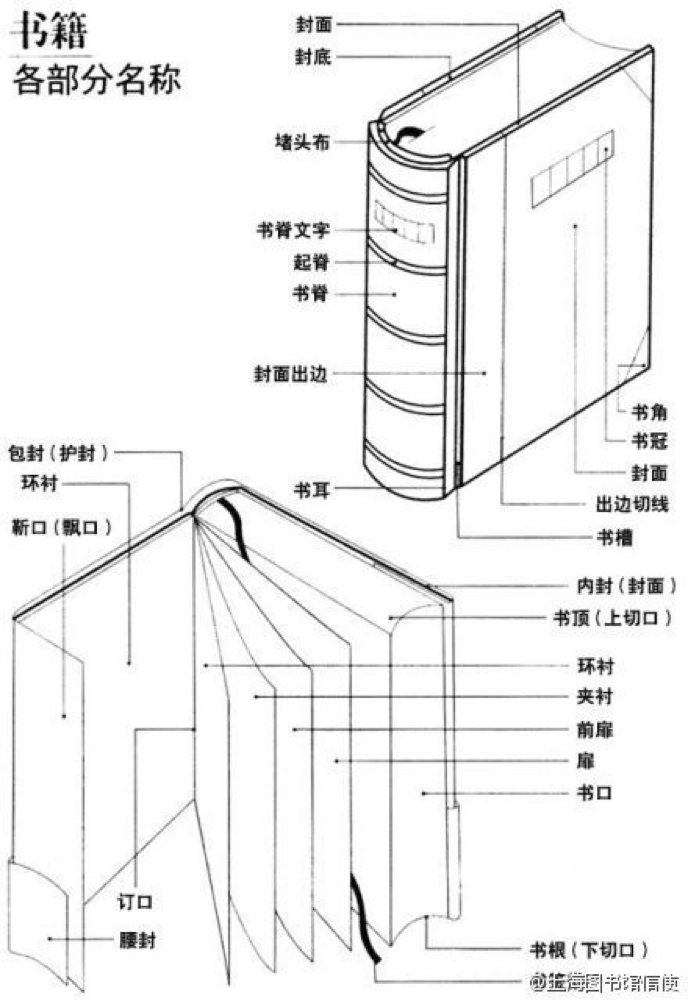 书籍
各部分名称
封面
封底
堵头布
书脊文字
起脊
书脊
封面出边
书耳
书角
书冠
封面
出边切线
书槽
包封(护封)
环衬
靳口(飘口)
订口
腰封
内封(封面)
书顶(上切口)
环衬
夹衬
前扉
扉
书口
书根(下切口)
@上海图书馆信使